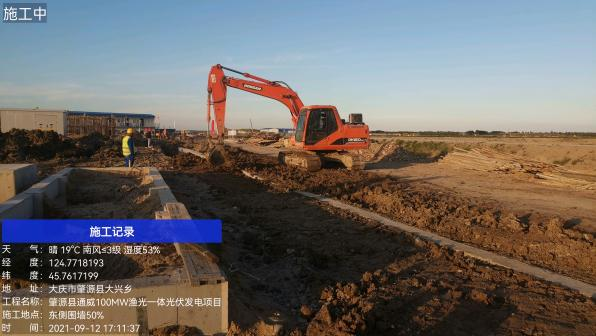 施工中
DOOSAN
施工记录
天 气：晴 19℃ 南风≤3级 湿度53%
经 度：124.7718193
纬 度：45.7617199
地 址：大庆市肇源县大兴乡
工程名称：肇源县通威100MW渔光一体光伏发电项目
施工内容：东侧围墙50%
时 间：2021-09-12 17:11:37